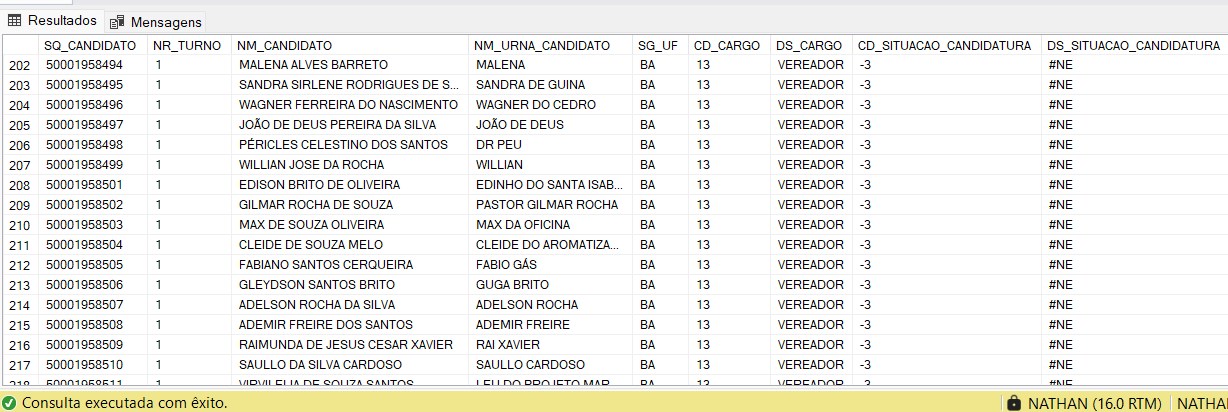 Resultados Mensagens
SQ_CANDIDATO NR_TURNO NM_CANDIDATO NM_URNA_CANDIDATO SG_UF CD_CARGO DS_CARGO CD_SITUACAO_CANDIDATURA DS_SITUACAO_CANDIDATURA
202 50001958494 1 MALENA ALVES BARRETO MALENA BA 13 VEREADOR -3 #NE
203 50001958495 1 SANDRA SIRLENE RODRIGUES DE S... SANDRA DE GUINA BA 13 VEREADOR -3 #NE
204 50001958496 1 WAGNER FERREIRA DO NASCIMENTO WAGNER DO CEDRO BA 13 VEREADOR -3 #NE
205 50001958497 1 JOÃO DE DEUS PEREIRA DA SILVA JOÃO DE DEUS BA 13 VEREADOR -3 #NE
206 50001958498 1 PÉRICLES CELESTINO DOS SANTOS DR PEU BA 13 VEREADOR -3 #NE
207 50001958499 1 WILLIAN JOSE DA ROCHA WILLIAN BA 13 VEREADOR -3 #NE
208 50001958501 1 EDISON BRITO DE OLIVEIRA EDINHO DO SANTA ISAB... BA 13 VEREADOR -3 #NE
209 50001958502 1 GILMAR ROCHA DE SOUZA PASTOR GILMAR ROCHA BA 13 VEREADOR -3 #NE
210 50001958503 1 MAX DE SOUZA OLIVEIRA MAX DA OFICINA BA 13 VEREADOR -3 #NE
211 50001958504 1 CLEIDE DE SOUZA MELO CLEIDE DO AROMATIZA... BA 13 VEREADOR -3 #NE
212 50001958505 1 FABIANO SANTOS CERQUEIRA FABIO GÁS BA 13 VEREADOR -3 #NE
213 50001958506 1 GLEYDSON SANTOS BRITO GUGA BRITO BA 13 VEREADOR -3 #NE
214 50001958507 1 ADELSON ROCHA DA SILVA ADELSON ROCHA BA 13 VEREADOR -3 #NE
215 50001958508 1 ADEMIR FREIRE DOS SANTOS ADEMIR FREIRE BA 13 VEREADOR -3 #NE
216 50001958509 1 RAIMUNDA DE JESUS CESAR XAVIER RAI XAVIER BA 13 VEREADOR -3 #NE
217 50001958510 1 SAULLO DA SILVA CARDOSO SAULLO CARDOSO BA 13 VEREADOR -3 #NE
218 50001958511 1 DE SOUZA SANTOS DO PROJETO MAR BA 13 VEREADOR -3 #NE
Consulta executada com êxito. NATHAN (16.0 RTM) NATHA